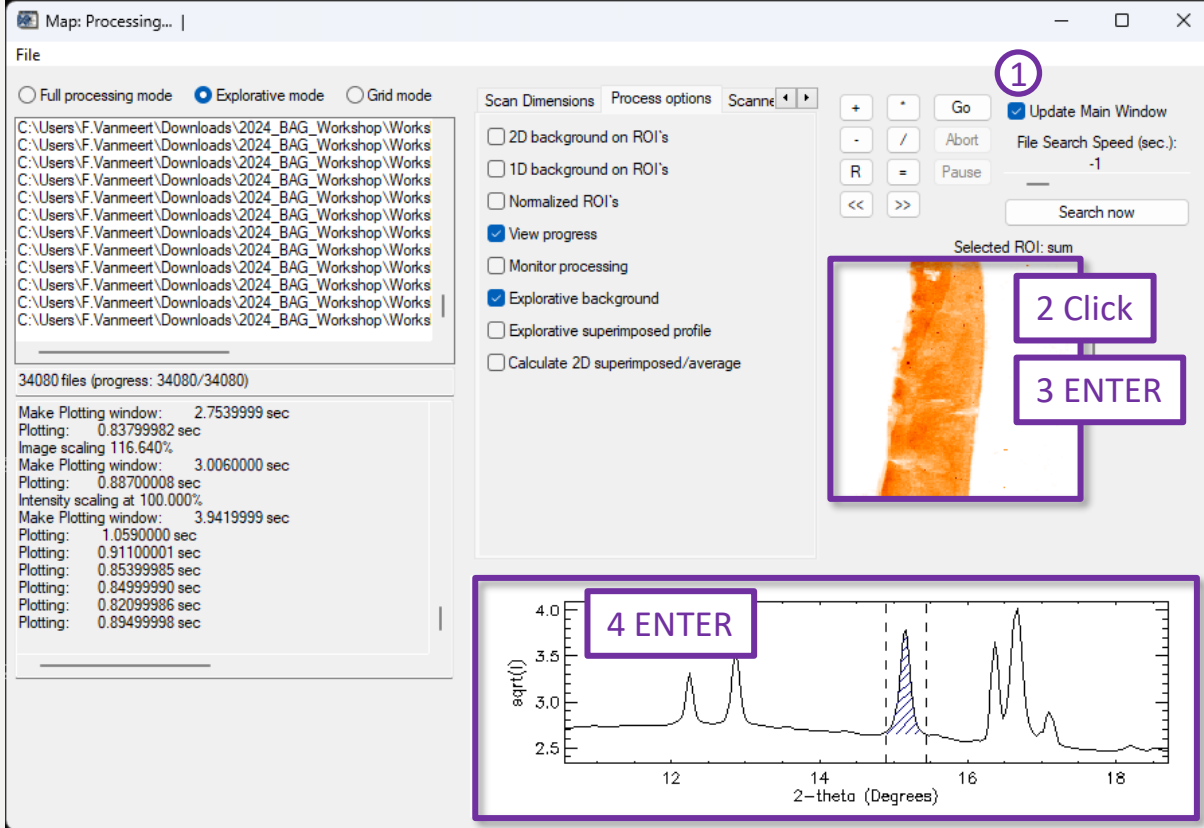 Map: Processing... |
File
Full processing mode Explorative mode Grid mode
C:\Users\F.Vanmeert\Downloads\2024_BAG_Workshop\Works
C:\Users\F.Vanmeert\Downloads\2024_BAG_Workshop\Works
C:\Users\F.Vanmeert\Downloads\2024_BAG_Workshop\Works
C:\Users\F.Vanmeert\Downloads\2024_BAG_Workshop\Works
C:\Users\F.Vanmeert\Downloads\2024_BAG_Workshop\Works
C:\Users\F.Vanmeert\Downloads\2024_BAG_Workshop\Works
C:\Users\F.Vanmeert\Downloads\2024_BAG_Workshop\Works
C:\Users\F.Vanmeert\Downloads\2024_BAG_Workshop\Works
C:\Users\F.Vanmeert\Downloads\2024_BAG_Workshop\Works
C:\Users\F.Vanmeert\Downloads\2024_BAG_Workshop\Works
C:\Users\F.Vanmeert\Downloads\2024_BAG_Workshop\Works
C:\Users\F.Vanmeert\Downloads\2024_BAG_Workshop\Works
34080 files (progress: 34080/34080)
Make Plotting window: 2.7539999 sec
Plotting: 0.83799982 sec
Image scaling 116.640%
Make Plotting window: 3.0060000 sec
Plotting: 0.88700008 sec
Intensity scaling at 100.000%
Make Plotting window: 3.9419999 sec
Plotting: 1.0590000 sec
Plotting: 0.91100001 sec
Plotting: 0.85399985 sec
Plotting: 0.84999990 sec
Plotting: 0.82099986 sec
Plotting: 0.89499998 sec
Scan Dimensions Process options Scanne
2D background on ROI`s
1D background on ROI`s
Normalized ROI`s
View progress
Monitor processing
Explorative background
Explorative superimposed profile
Calculate 2D superimposed/average
+ * Go
- / Abort
R = Pause
<< >>
1
Update Main Window
File Search Speed (sec.):
-1
Search now
Selected ROI: sum
2 Click
3 ENTER
4 ENTER
4.0
3.5
3.0
2.5
sqrt(I)
12 14 16 18
2-theta (Degrees)